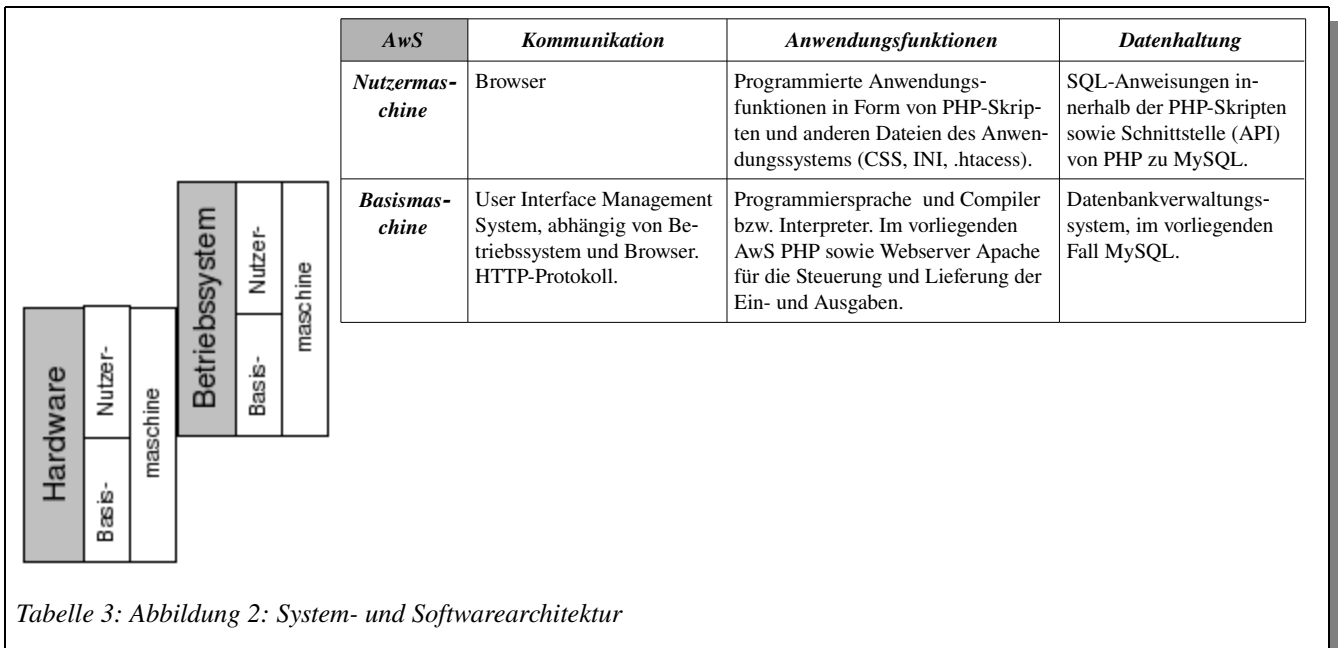 AwS Kommunikation Anwendungsfunktionen Datenhaltung
Nutzermas-
chine
Browser
Programmierte Anwendungs-
funktionen in Form von PHP-Skrip-
ten und anderen Dateien des Anwen-
dungssystems (CSS, INI, .htacess).
SQL-Anweisungen in-
nerhalb der PHP-Skripten
sowie Schnittstelle (API)
von PHP zu MySQL.
Basismas-
chine
User Interface Management
System, abhängig von Be-
triebssystem und Browser.
HTTP-Protokoll.
Programmiersprache und Compiler
bzw. Interpreter. Im vorliegenden
AwS PHP sowie Webserver Apache
für die Steuerung und Lieferung der
Ein- und Ausgaben.
Datenbankverwaltungs-
system, im vorliegenden
Fall MySQL.
Betriebssystem
Nutzer-
Basis-
maschine
Hardware
Nutzer-
Basis-
maschine
Tabelle 3: Abbildung 2: System- und Softwarearchitektur